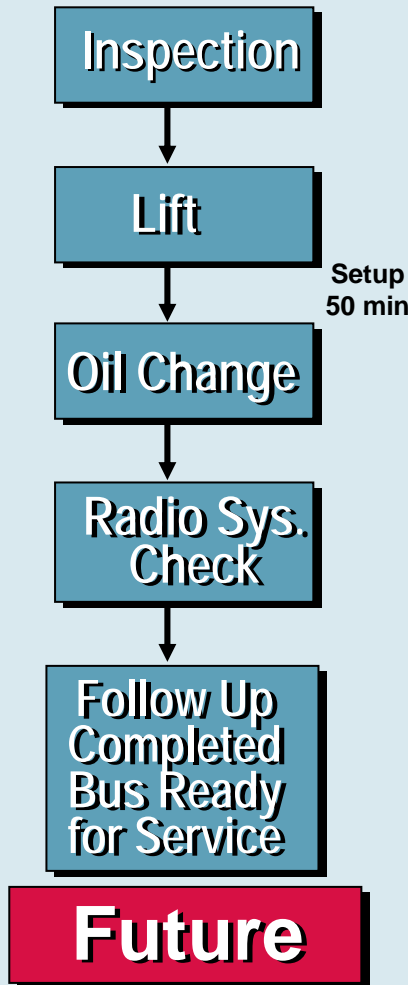 Inspection
Lift
Setup
50 min
Oil Change
Radio Sys.
Check
Follow Up
Completed
Bus Ready
for Service
Future